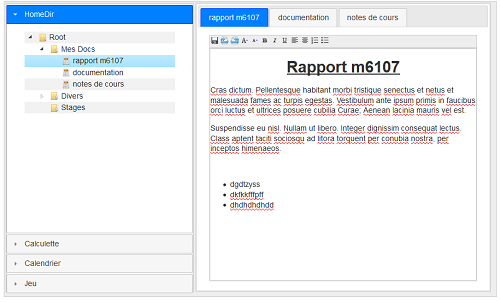 HomeDir
Root
Mes Docs
rapport m6107
documentation
notes de cours
Divers
Stages
Calculette
Calendrier
Jeu
rapport m6107
documentation
notes de cours
Rapport m6107
Cras dictum. Pellentesque habitant morbi tristique senectus et netus et
malesuada fames ac turpis egestas. Vestibulum ante ipsum primis in faucibus
orci luctus et ultrices posuere cubilia Curae; Aenean lacinia mauris vel est.
Suspendisse eu nisl. Nullam ut libero. Integer dignissim consequat lectus.
Class aptent taciti sociosqu ad litora torquent per conubia nostra, per
inceptos himenaeos.
dgdtzyss
dkfkkfffpff
dhdhdhdhdd